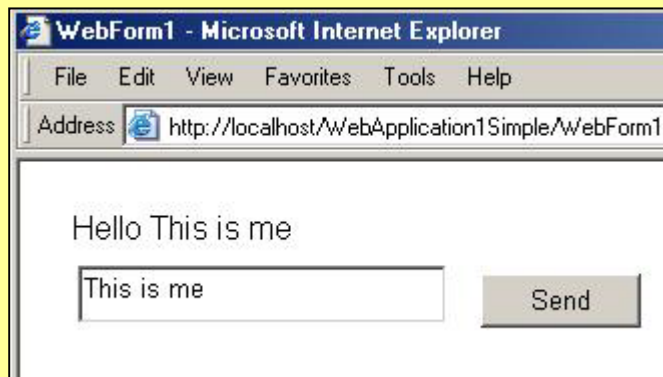 WebForm1 - Microsoft Internet Explorer
File Edit View Favorites Tools Help
Address http://localhost/WebApplication1Simple/WebForm1
Hello This is me
This is me
Send